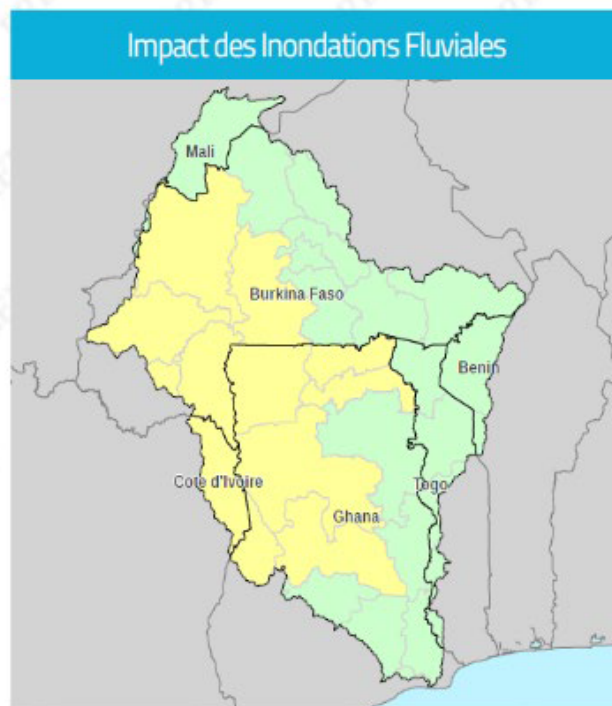 Impact des Inondations Fluviales
Mali
Burkina Faso
Benin
Cote d'Ivoire
Togo
Ghana